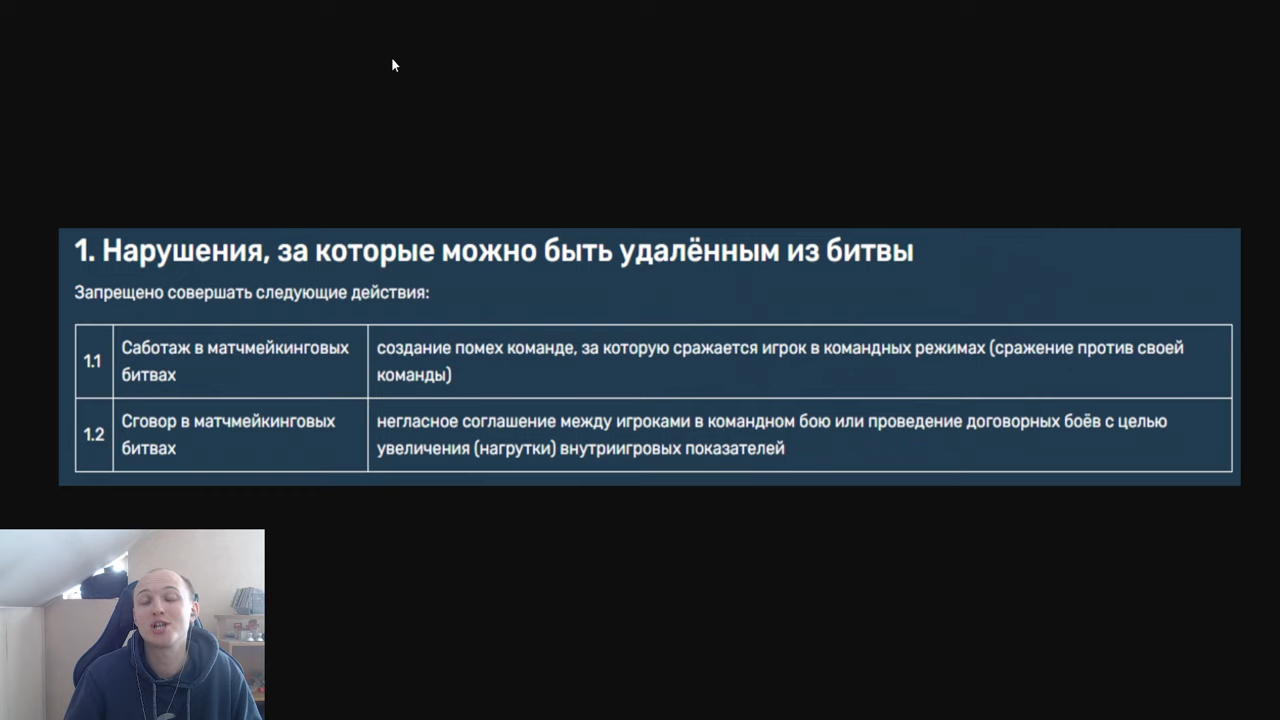 1. Нарушения, за которые можно быть удалённым из битвы
Запрещено совершать следующие действия:
1.1
Саботаж в матчмейкинговых
битвах
создание помех команде, за которую сражается игрок в командных режимах (сражение против своей
команды)
1.2
Сговор в матчмейкинговых
битвах
негласное соглашение между игроками в командном бою или проведение договорных боёв с целью
увеличения (нагрутки) внутриигровых показателей